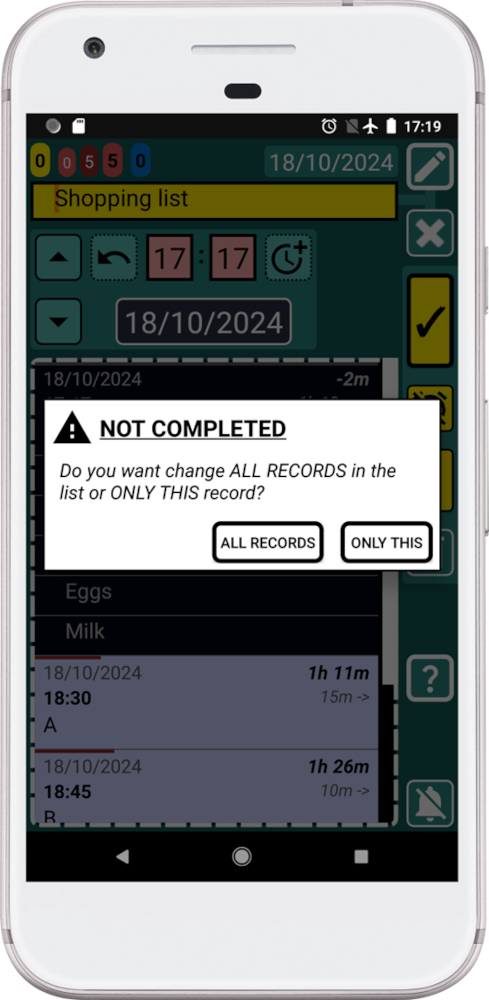 17:19
0 0 5 5 0 18/10/2024
Shopping list
17 : 17
18/10/2024
18/10/2024 -2m
NOT COMPLETED
Do you want change ALL RECORDS in the
list or ONLY THIS record?
ALL RECORDS ONLY THIS
Eggs
Milk
18/10/2024 1h 11m
18:30 15m ->
A
?
18/10/2024 1h 26m
18:45 10m ->
B